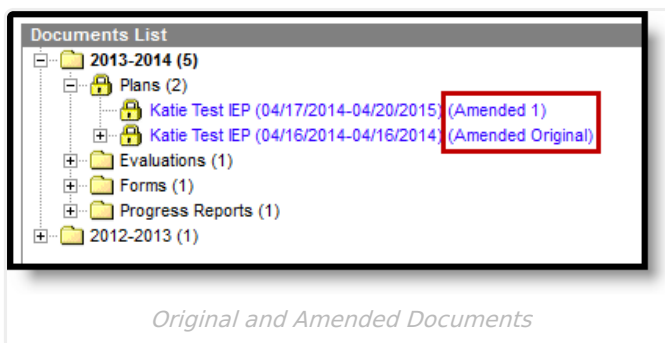 Documents List
2013-2014 (5)
Plans (2)
Katie Test IEP (04/17/2014-04/20/2015) (Amended 1)
Katie Test IEP (04/16/2014-04/16/2014) (Amended Original)
Evaluations (1)
Forms (1)
Progress Reports (1)
2012-2013 (1)
Original and Amended Documents